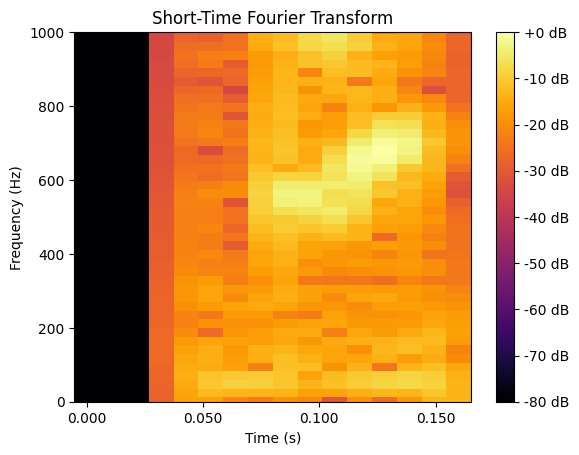 Short-Time Fourier Transform
1000
800
600
400
200
0
Frequency (Hz)
0.000
0.050
0.100
0.150
Time (s)
+0 dB
-10 dB
-20 dB
-30 dB
-40 dB
-50 dB
-60 dB
-70 dB
-80 dB